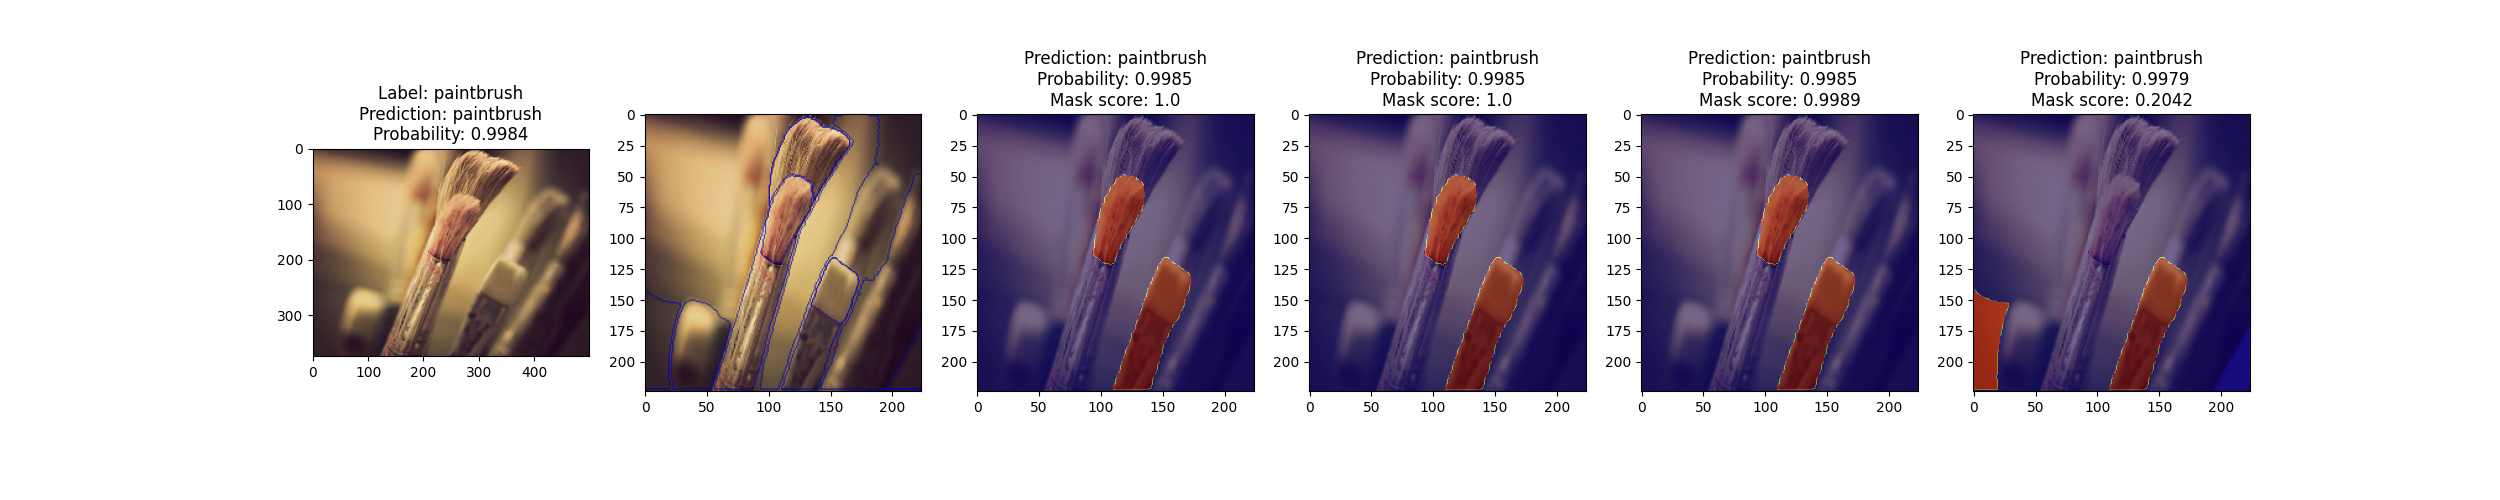 Label: paintbrush
Prediction: paintbrush
Probability: 0.9984
0
100
200
300
0 100 200 300 400
0
25
50
75
100
125
150
175
200
0 50 100 150 200
Prediction: paintbrush
Probability: 0.9985
Mask score: 1.0
0
25
50
75
100
125
150
175
200
0 50 100 150 200
Prediction: paintbrush
Probability: 0.9985
Mask score: 1.0
0
25
50
75
100
125
150
175
200
0 50 100 150 200
Prediction: paintbrush
Probability: 0.9985
Mask score: 0.9989
0
25
50
75
100
125
150
175
200
0 50 100 150 200
Prediction: paintbrush
Probability: 0.9979
Mask score: 0.2042
0
25
50
75
100
125
150
175
200
0 50 100 150 200